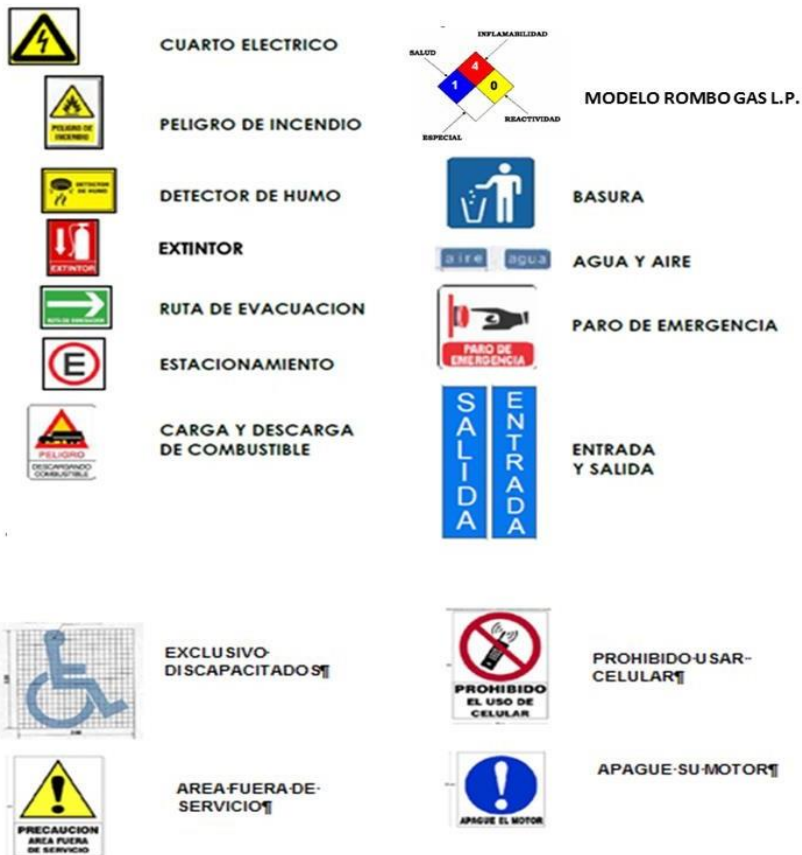 CUARTO ELECTRICO
PELIGRO DE
INCENDIO
PELIGRO DE INCENDIO
DETECTOR
DE HUMO
DETECTOR DE HUMO
EXTINTOR
EXTINTOR
RUTA DE EVACUACION
E
ESTACIONAMIENTO
PELIGRO
DESCARGANDO
COMBUSTIBLE
CARGA Y DESCARGA
DE COMBUSTIBLE
INFLAMABILIDAD
SALUD
4
1
0
REACTIVIDAD
ESPECIAL
MODELO ROMBO GAS L.P.
BASURA
aire agua
AGUA Y AIRE
PARO DE
EMERGENCIA
PARO DE EMERGENCIA
SALIDA
ENTRADA
ENTRADA
Y SALIDA
EXCLUSIVO-
DISCAPACITADOS¶
PRECAUCION
AREA FUERA
DE SERVICIO
AREA·FUERA·DE·
SERVICIO¶
PROHIBIDO
EL USO DE
CELULAR
PROHIBIDO·USAR·-
CELULAR¶
APAGUE EL MOTOR
APAGUE·SU·MOTOR¶